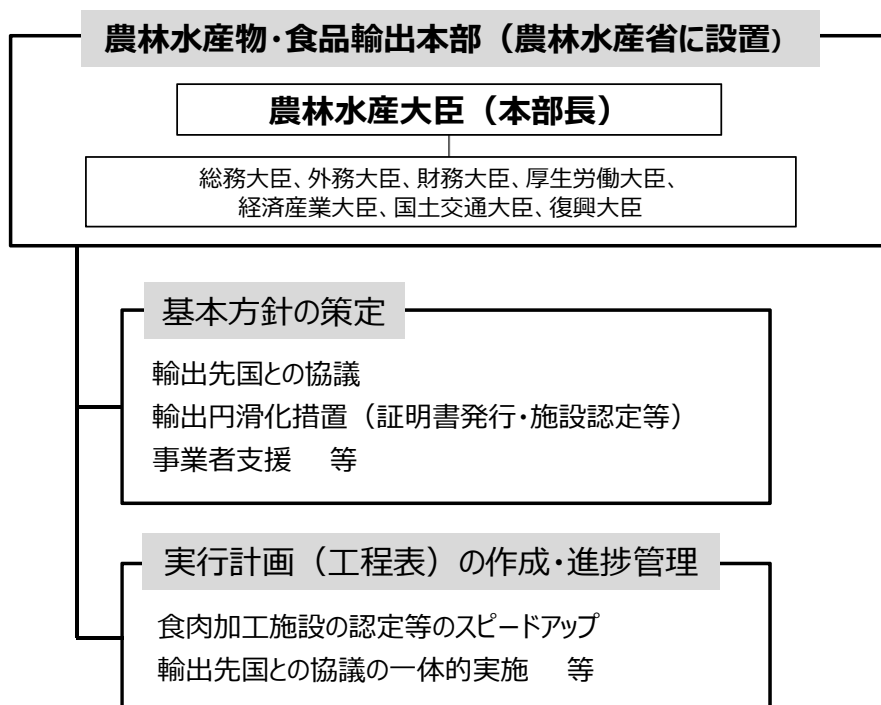 農林水産物・食品輸出本部（農林水産省に設置）
農林水産大臣（本部長）
総務大臣、外務大臣、財務大臣、厚生労働大臣、
経済産業大臣、国土交通大臣、復興大臣
基本方針の策定
輸出先国との協議
輸出円滑化措置（証明書発行・施設認定等）
事業者支援　等
実行計画（工程表）の作成・進捗管理
食肉加工施設の認定等のスピードアップ
輸出先国との協議の一体的実施　等